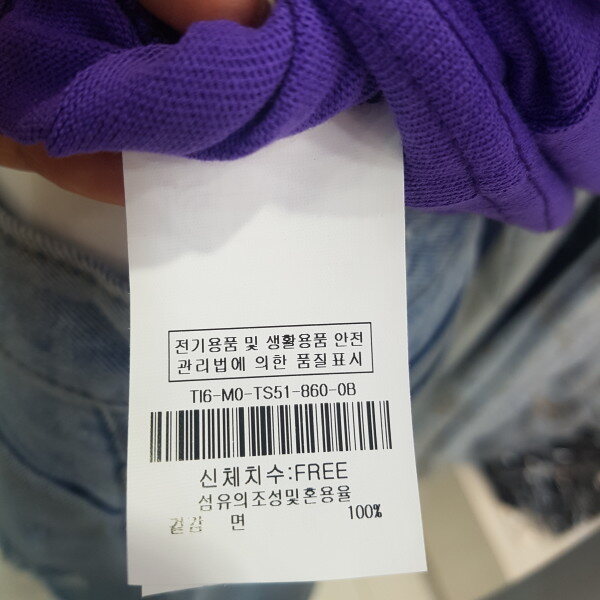 전기용품 및 생활용품 안전
관리법에 의한 품질표시
TI6-MO-TS51-860-0B
신체치수:FREE
섬유의조성및혼용율
겉감 면 100%